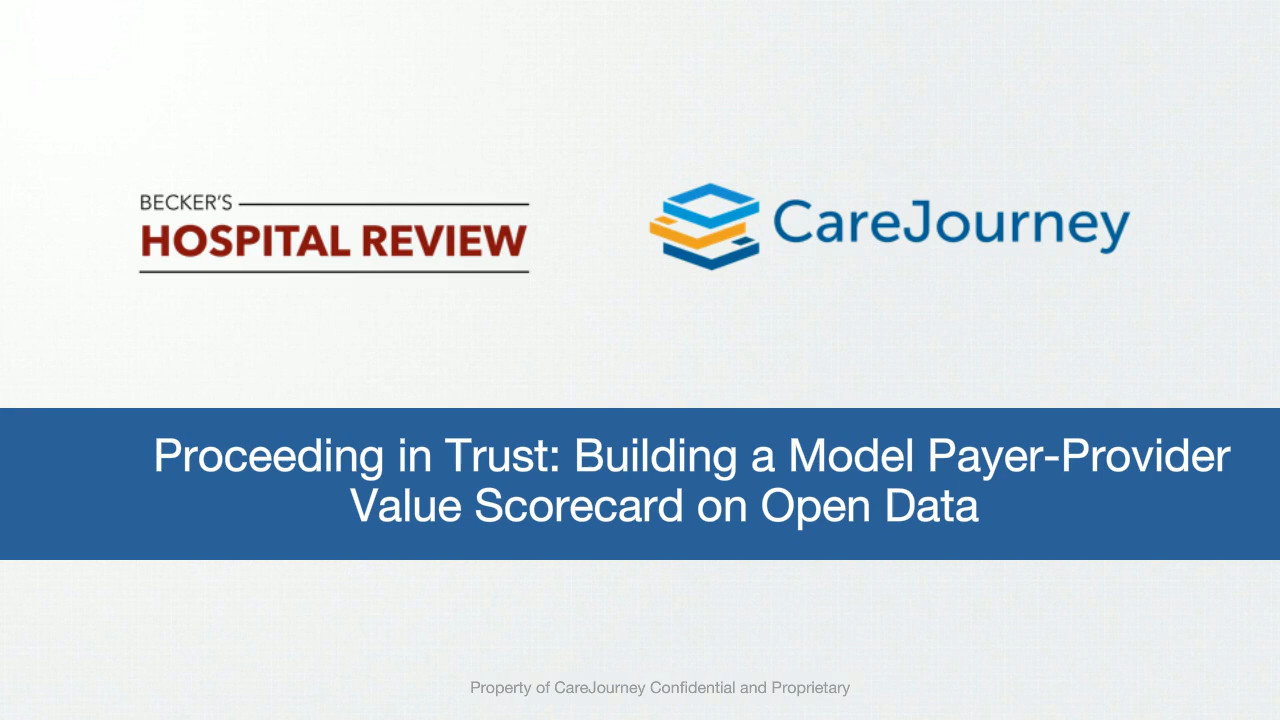 BECKER'S
HOSPITAL REVIEW
CareJourney
Proceeding in Trust: Building a Model Payer-Provider
Value Scorecard on Open Data
Property of CareJourney Confidential and Proprietary